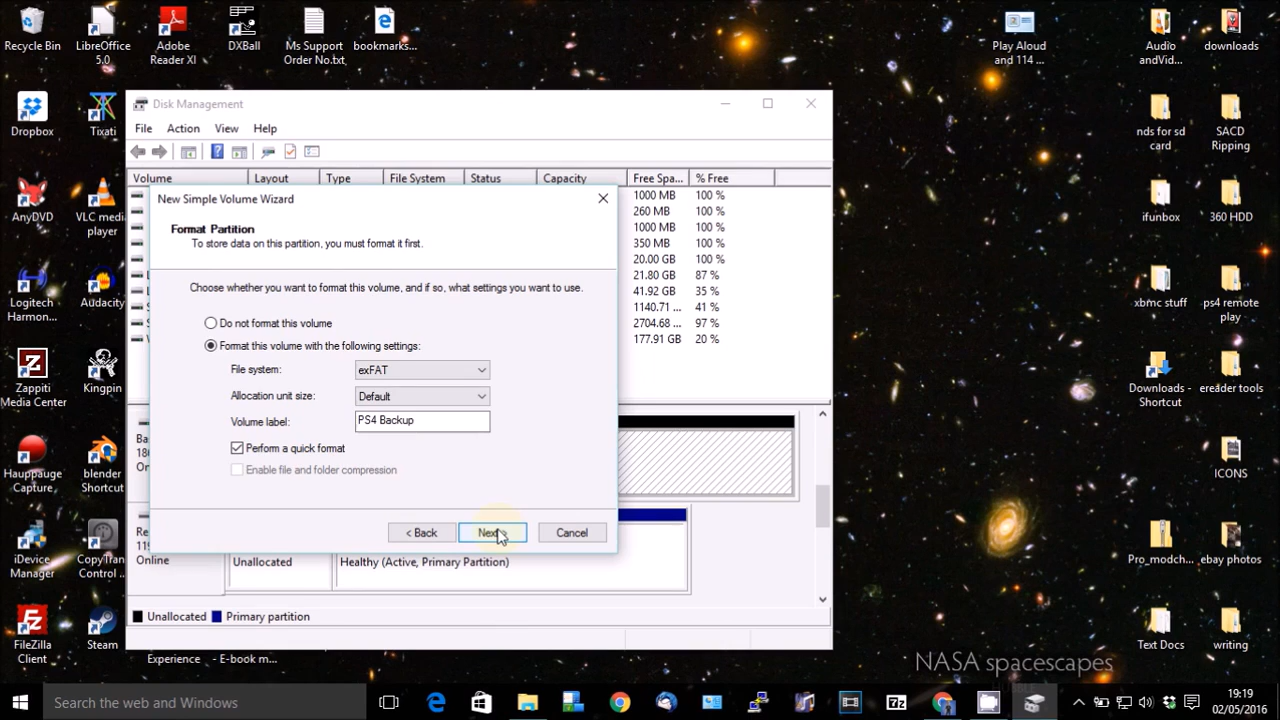 Recycle Bin
LibreOffice
5.0
Adobe
Reader XI
DXBall
Ms Support
Order No.txt
bookmarks...
Play Aloud
and 114 ...
Audio
andVid...
downloads
Dropbox
Tixati
nds for sd
card
SACD
Ripping
AnyDVD
VLC media
player
ifunbox
360 HDD
Logitech
Harmon...
Audacity
xbmc stuff
ps4 remote
play
Zappiti
Media Center
Kingpin
Downloads -
Shortcut
ereader tools
Hauppauge
Capture
blender
Shortcut
ICONS
iDevice
Manager
CopyTran
Control ...
Pro_modch...
ebay photos
FileZilla
Client
Steam
Text Docs
writing
Experience
E-book m...
Disk Management
File Action View Help
Volume Layout Type File System Status Capacity Free Spa... % Free
1000 MB 100 %
260 MB 100 %
1000 MB 100 %
350 MB 100 %
20.00 GB 100 %
21.80 GB 87 %
41.92 GB 35 %
1140.71 ... 41 %
2704.68 ... 97 %
177.91 GB 20 %
New Simple Volume Wizard
Format Partition
To store data on this partition, you must format it first.
Choose whether you want to format this volume, and if so, what settings you want to use.
Do not format this volume
Format this volume with the following settings:
File system: exFAT
Allocation unit size: Default
Volume label: PS4 Backup
Perform a quick format
Enable file and folder compression
< Back Next Cancel
Ba
Onl
Re
Online
Unallocated
Healthy (Active, Primary Partition)
Unallocated Primary partition
NASA spacescapes
Search the web and Windows
7z
19:19
02/05/2016